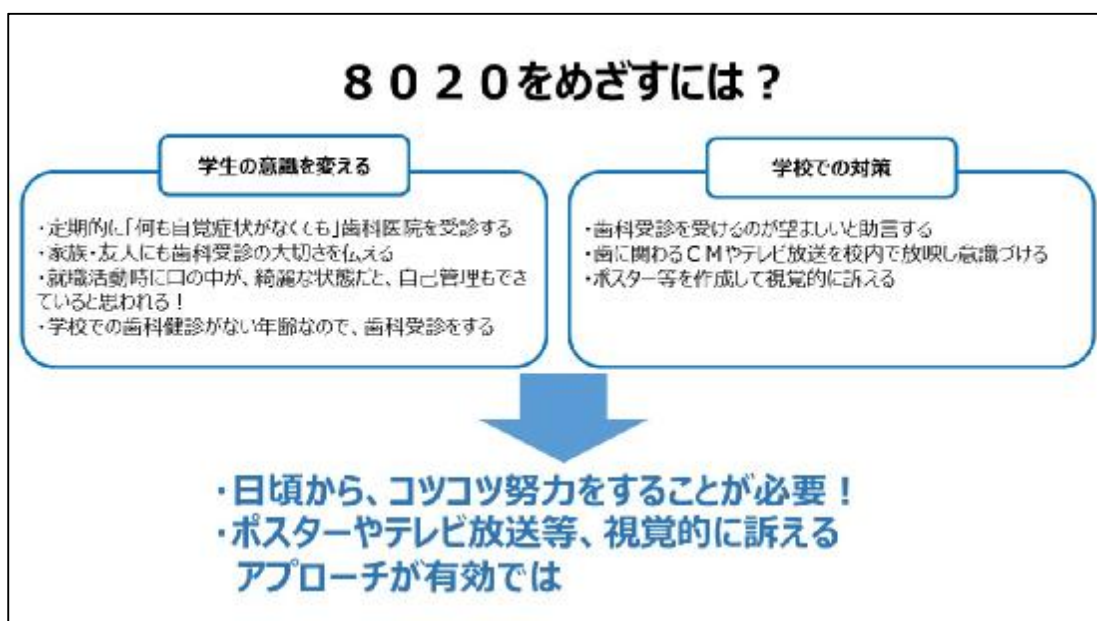 ８０２０をめざすには？
学生の意識を変える
・定期的に「何も自覚症状がなくても」歯科医院を受診する
・家族・友人にも歯科受診の大切さを伝える
・就職活動時に口の中が、綺麗な状態だと、自己管理もでき
ていると思われる！
・学校での歯科健診がない年齢なので、歯科受診をする
学校での対策
・歯科受診を受けるのが望ましいと助言する
・歯に関わるＣＭやテレビ放送を校内で放映し意識づける
・ポスター等を作成して視覚的に訴える
・日頃から、コツコツ努力をすることが必要！
・ポスターやテレビ放送等、視覚的に訴える
アプローチが有効では